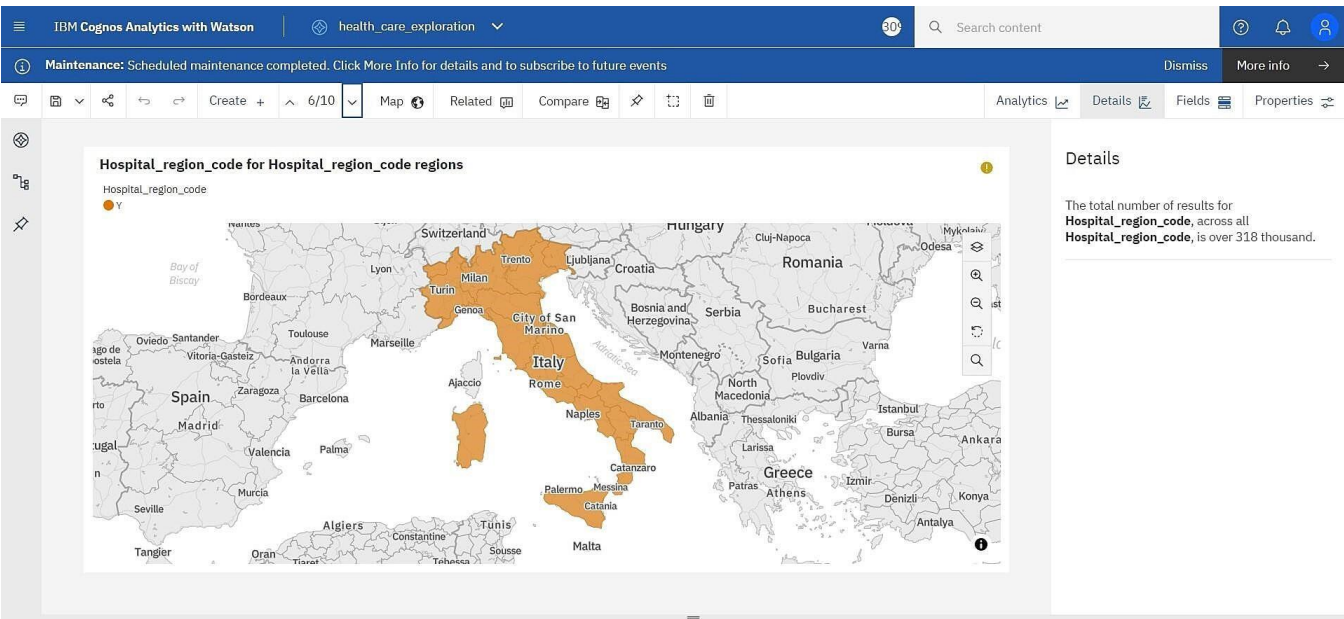 IBM Cognos Analytics with Watson
health_care_exploration
30
Search content
Maintenance: Scheduled maintenance completed. Click More Info for details and to subscribe to future events
Dismiss
More info
Create
6/10
Map
Related
Compare
Analytics
Details
Fields
Properties
Hospital_region_code for Hospital_region_code regions
Hospital_region_code
Y
Details
The total number of results for
Hospital_region_code, across all
Hospital_region_code, is over 318 thousand.
Nantes
Switzerland
Hungary
Cluj-Napoca
Mykolaiv
Odesa
Bay of
Biscay
Lyon
Trento
Ljubljana
Croatia
Romania
Milan
Turin
Bordeaux
Genoa
City of San
Marino
Bosnia and
Herzegovina
Serbia
Bucharest
Oviedo
Santander
Toulouse
Marseille
Adriatic Sea
Varna
Vitoria-Gasteiz
Andorra
la Vella
Italy
Montenegro
Sofia
Bulgaria
Plovdiv
Ajaccio
Rome
North
Macedonia
Spain
Zaragoza
Barcelona
Naples
Taranto
Albania
Thessaloniki
Istanbul
Madrid
Bursa
Ankara
Valencia
Palma
Larissa
Catanzaro
Greece
Murcia
Palermo
Messina
Patras
Athens
Izmir
Denizli
Konya
Seville
Catania
Algiers
Constantine
Tunis
Antalya
Tangier
Oran
Sousse
Malta
Tiaret
Tebessa